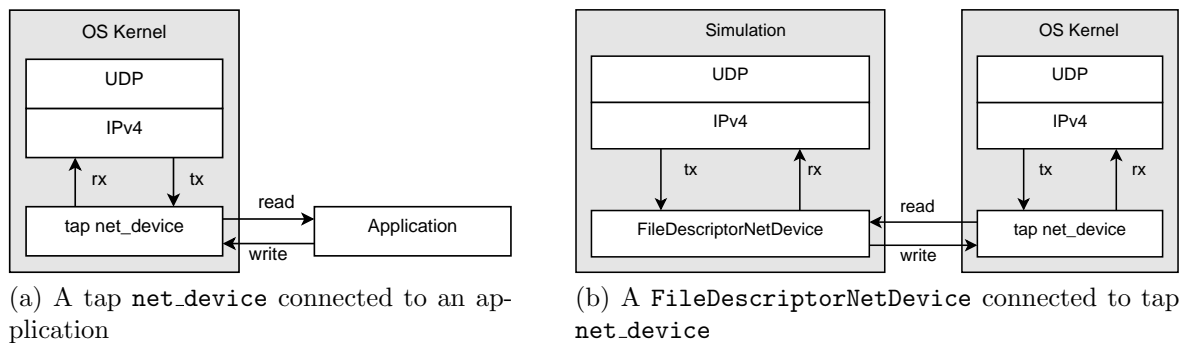 OS Kernel
UDP
IPv4
rx
tx
tap net_device
read
write
Application
(a) A tap net_device connected to an ap-
plication
Simulation
UDP
IPv4
tx
rx
FileDescriptorNetDevice
read
write
OS Kernel
UDP
IPv4
tx
rx
tap net_device
(b) A FileDescriptorNetDevice connected to tap
net_device